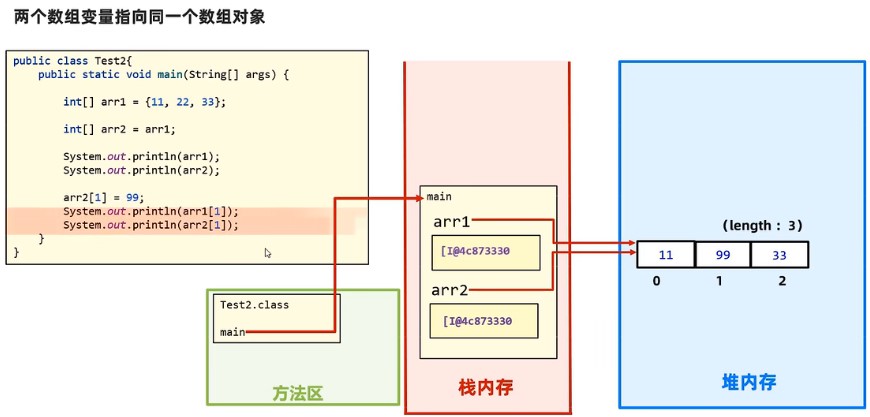 两个数组变量指向同一个数组对象
public class Test2{
public static void main(String[] args) {
int[] arr1 = {11, 22, 33};
int[] arr2 = arr1;
System.out.println(arr1);
System.out.println(arr2);
arr2[1] = 99;
System.out.println(arr1[1]);
System.out.println(arr2[1]);
}
}
Test2.class
main
方法区
main
arr1
[I@4c873330
arr2
[I@4c873330
栈内存
(length : 3)
11 99 33
0 1 2
堆内存